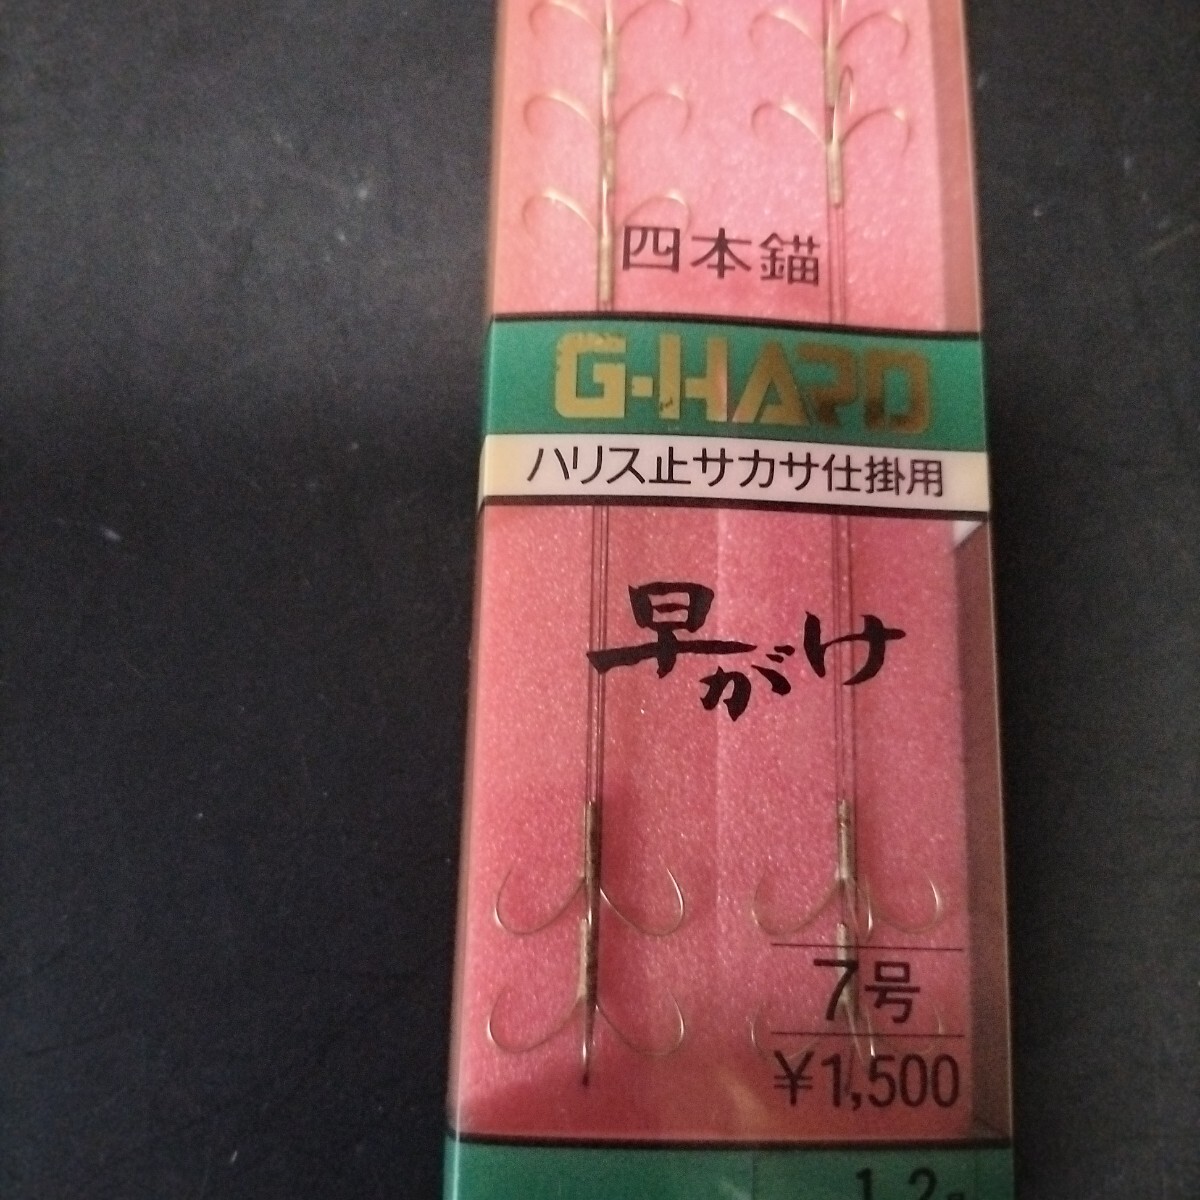 四本錨
G-HARD
ハリス止サカサ仕掛用
早がけ
7号
¥1,500